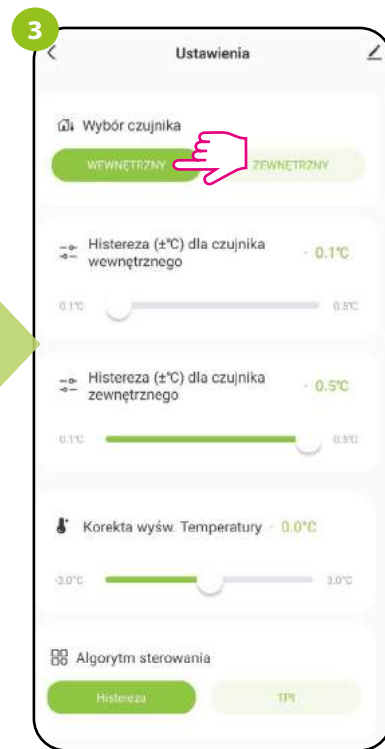 3
Ustawienia
Wybór czujnika
WEWNĘTRZNY ZEWNĘTRZNY
Histereza (±°C) dla czujnika
wewnętrznego
- 0.1°C
0.1°C 0.5°C
Histereza (±°C) dla czujnika
zewnętrznego
- 0.5°C
0.1°C 0.5°C
Korekta wyśw. Temperatury - 0.0°C
-3.0°C 3.0°C
Algorytm sterowania
Histereza TPI